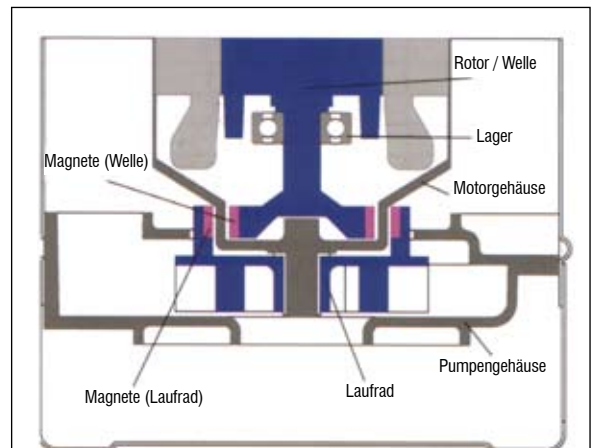 Rotor / Welle
Lager
Magnete (Welle)
Motorgehäuse
Pumpengehäuse
Laufrad
Magnete (Laufrad)